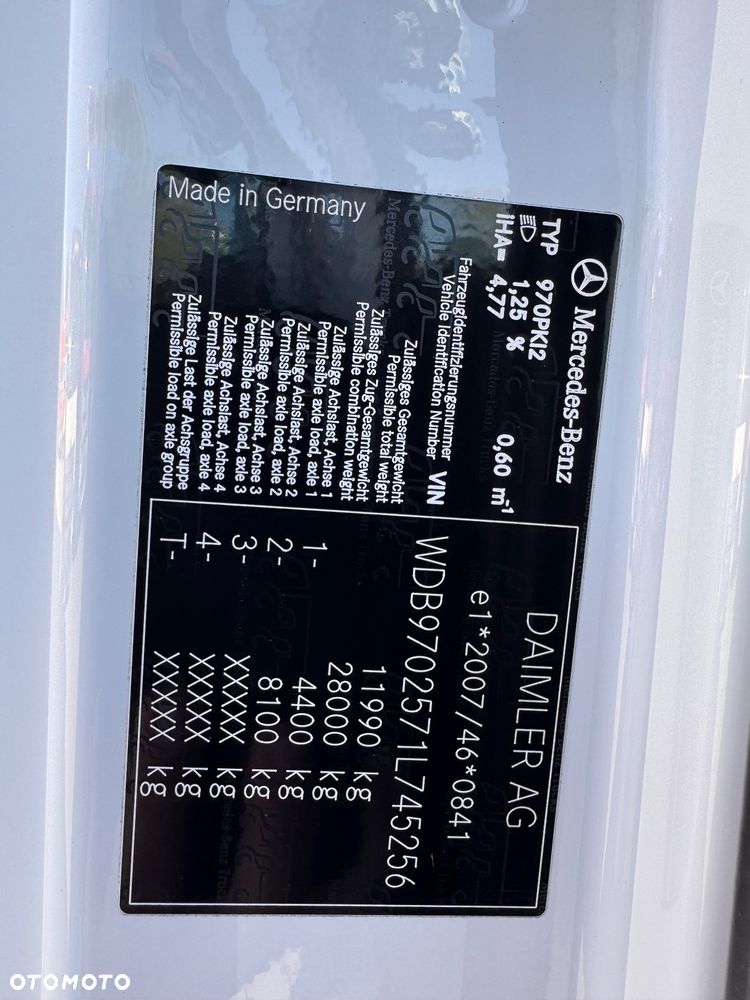 Mercedes-Benz
TYP 970PKI2
1,25 % 0,60 m-1
iHA= 4,77
Fahrzeugidentifizierungsnummer
Vehicle Identification Number VIN
Zulässiges Gesamtgewicht
Permissible total weight
Zulässiges Zug-Gesamtgewicht
Permissible combination weight
Zulässige Achslast, Achse 1
Permissible axle load, axle 1
Zulässige Achslast, Achse 2
Permissible axle load, axle 2
Zulässige Achslast, Achse 3
Permissible axle load, axle 3
Zulässige Achslast, Achse 4
Permissible axle load, axle 4
Zulässige Last der Achsgruppe
Permissible load on axle group
Made in Germany
DAIMLER AG
e1*2007/46*0841
WDB9702571L745256
11990 kg
28000 kg
1- 4400 kg
2- 8100 kg
3- XXXXX kg
4- XXXXX kg
T- XXXXX kg
OTOMOTO